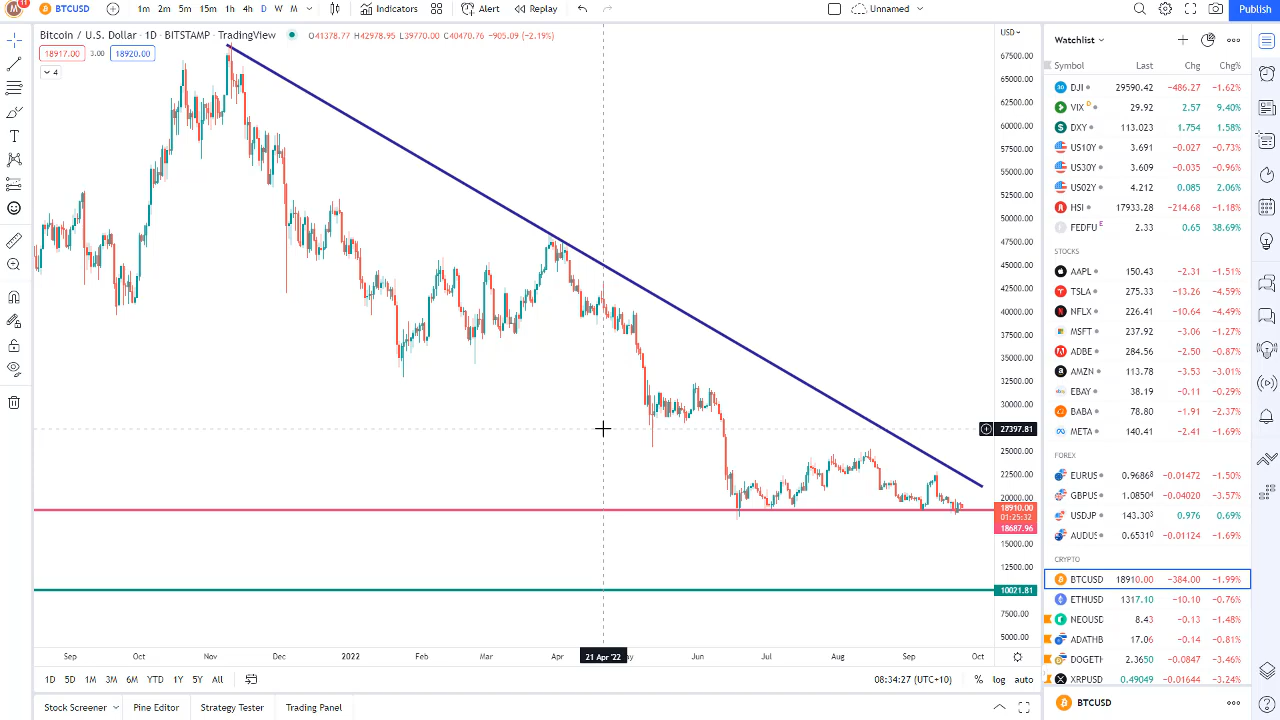 11
BTCUSD
1m 2m 5m 15m 1h 4h D W M Indicators Alert Replay Unnamed Publish
Bitcoin / U.S. Dollar · 1D · BITSTAMP · TradingView O41378.77 H42978.95 L39770.00 C40470.76 −905.09 (−2.19%)
18917.00 3.00 18920.00
4
USD
67500.00
65000.00
62500.00
60000.00
57500.00
55000.00
52500.00
50000.00
47500.00
45000.00
42500.00
40000.00
37500.00
35000.00
32500.00
30000.00
27397.81
25000.00
22500.00
20000.00
18910.00
01:25:32
18687.96
15000.00
12500.00
10021.81
7500.00
5000.00
Sep Oct Nov Dec Feb Mar Apr 21 Apr '22 Jun Jul Aug Sep Oct
1D 5D 1M 3M 6M YTD 1Y 5Y All 08:34:27 (UTC+10) % log auto
Stock Screener Pine Editor Strategy Tester Trading Panel
Watchlist
Symbol Last Chg Chg%
DJI 29590.42 −486.27 −1.62%
VIX D 29.92 2.57 9.40%
DXY 113.023 1.754 1.58%
US10Y 3.691 −0.027 −0.73%
US30Y 3.609 −0.035 −0.96%
US02Y 4.212 0.085 2.06%
HSI 17933.28 −214.68 −1.18%
FEDFU E 2.33 0.65 38.69%
STOCKS
AAPL 150.43 −2.31 −1.51%
TSLA 275.33 −13.26 −4.59%
NFLX 226.41 −10.64 −4.49%
MSFT 237.92 −3.06 −1.27%
ADBE 284.56 −2.50 −0.87%
AMZN 113.78 −3.53 −3.01%
EBAY 38.19 −0.11 −0.29%
BABA 78.81 −1.91 −2.37%
META 140.41 −2.41 −1.69%
FOREX
EURUS 0.96868 −0.01472 −1.50%
GBPUS 1.08504 −0.04020 −3.57%
USDJP 143.303 0.976 0.69%
AUDUS 0.65310 −0.01124 −1.69%
CRYPTO
BTCUSD 18910.00 −384.00 −1.99%
ETHUSD 1317.10 −10.10 −0.76%
NEOUSD 8.43 −0.13 −1.48%
ADATHB 17.06 −0.14 −0.81%
DOGETH 2.3650 −0.0847 −3.46%
XRPUSD 0.49049 −0.01644 −3.24%
BTCUSD